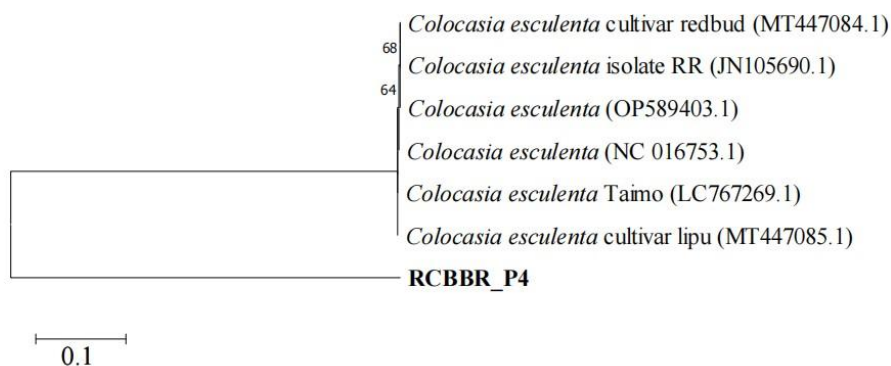 Colocasia esculenta cultivar redbud (MT447084.1)
68
Colocasia esculenta isolate RR (JN105690.1)
64
Colocasia esculenta (OP589403.1)
Colocasia esculenta (NC 016753.1)
Colocasia esculenta Taimo (LC767269.1)
Colocasia esculenta cultivar lipu (MT447085.1)
RCBBR_P4
0.1